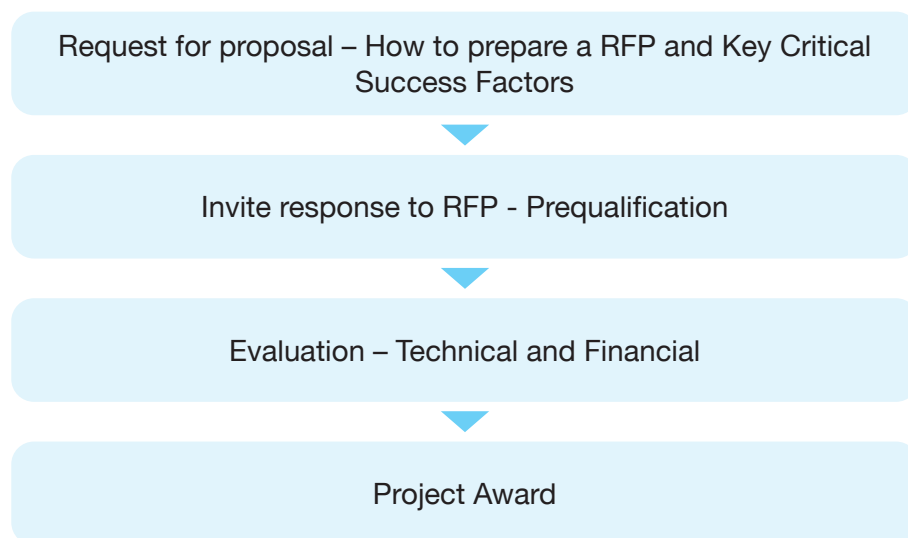 Request for proposal – How to prepare a RFP and Key Critical
Success Factors
Invite response to RFP - Prequalification
Evaluation – Technical and Financial
Project Award